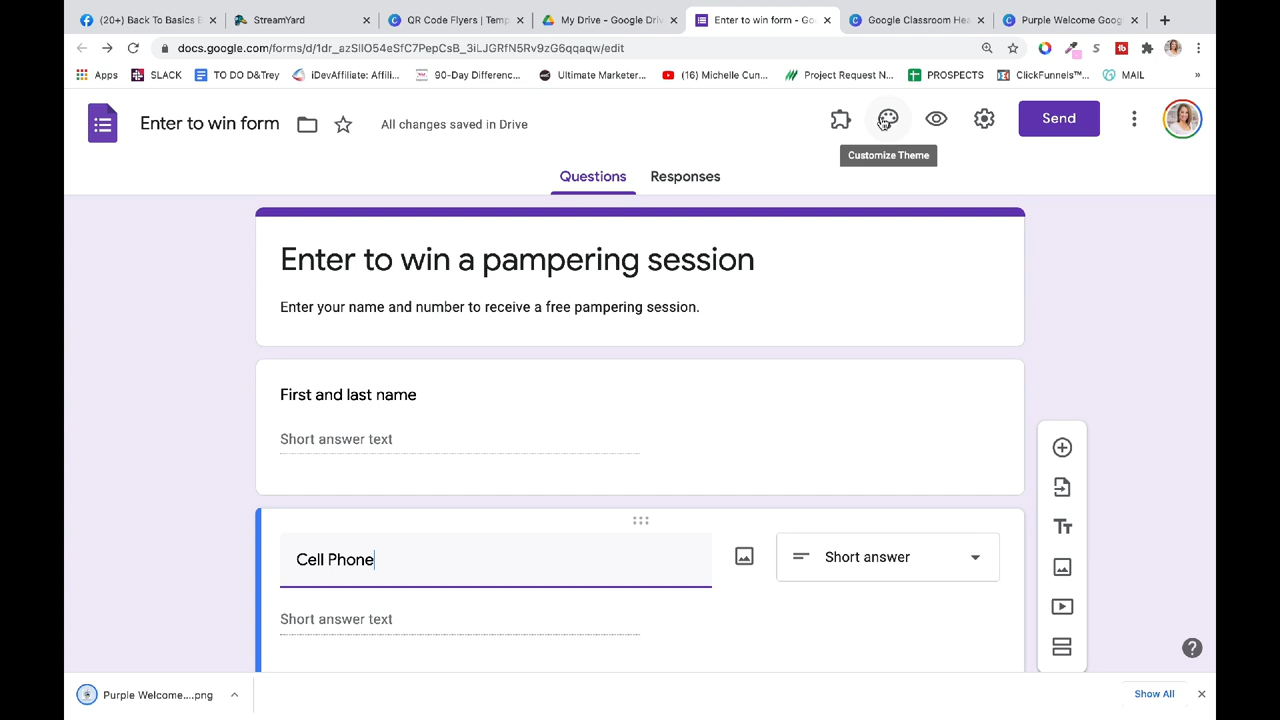 (20+) Back To Basics B
StreamYard
QR Code Flyers | Temp
My Drive - Google Driv
Enter to win form - Go
Google Classroom Hea
Purple Welcome Googl
docs.google.com/forms/d/1dr_azSlIO54eSfC7PepCsB_3iLJGRfN5Rv9zG6qqaqw/edit
Apps
SLACK
TO DO D&Trey
iDevAffiliate: Affili...
90-Day Differenc...
Ultimate Marketer...
(16) Michelle Cun...
Project Request N...
PROSPECTS
ClickFunnels™...
MAIL
»
Enter to win form
All changes saved in Drive
Send
Customize Theme
Questions
Responses
Enter to win a pampering session
Enter your name and number to receive a free pampering session.
First and last name
Short answer text
Cell Phone
Short answer
Short answer text
Purple Welcome....png
Show All